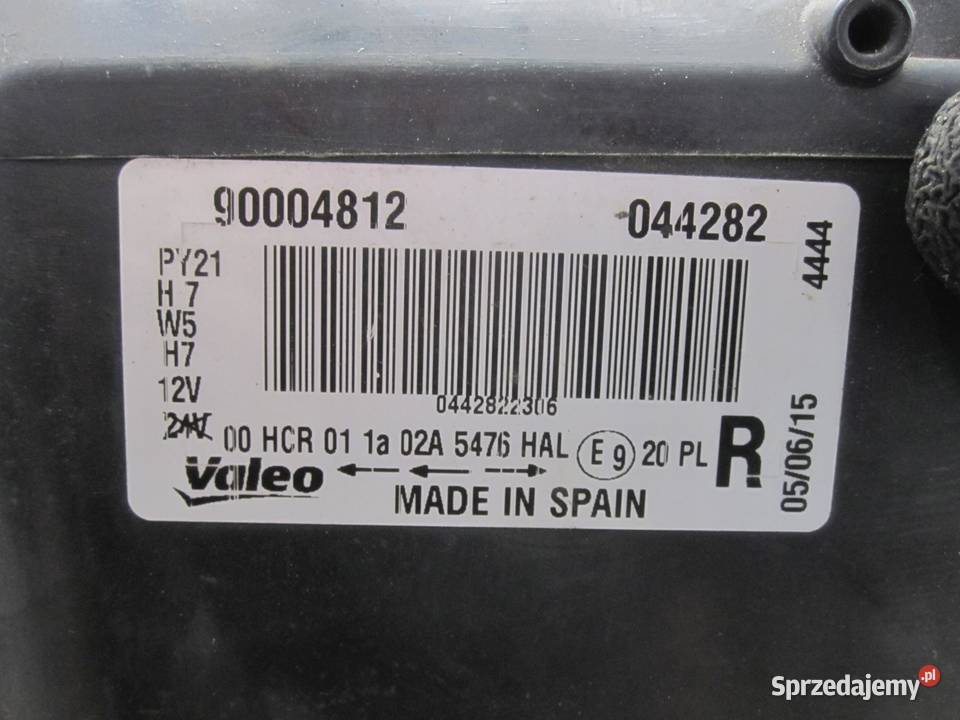 90004812 044282
4444
PY21
H 7
W5
H7
12V
24V
0442822306
00 HCR 01 1a 02A 5476 HAL E 9 20 PL R
05/06/15
Valeo
MADE IN SPAIN
Sprzedajemy.pl